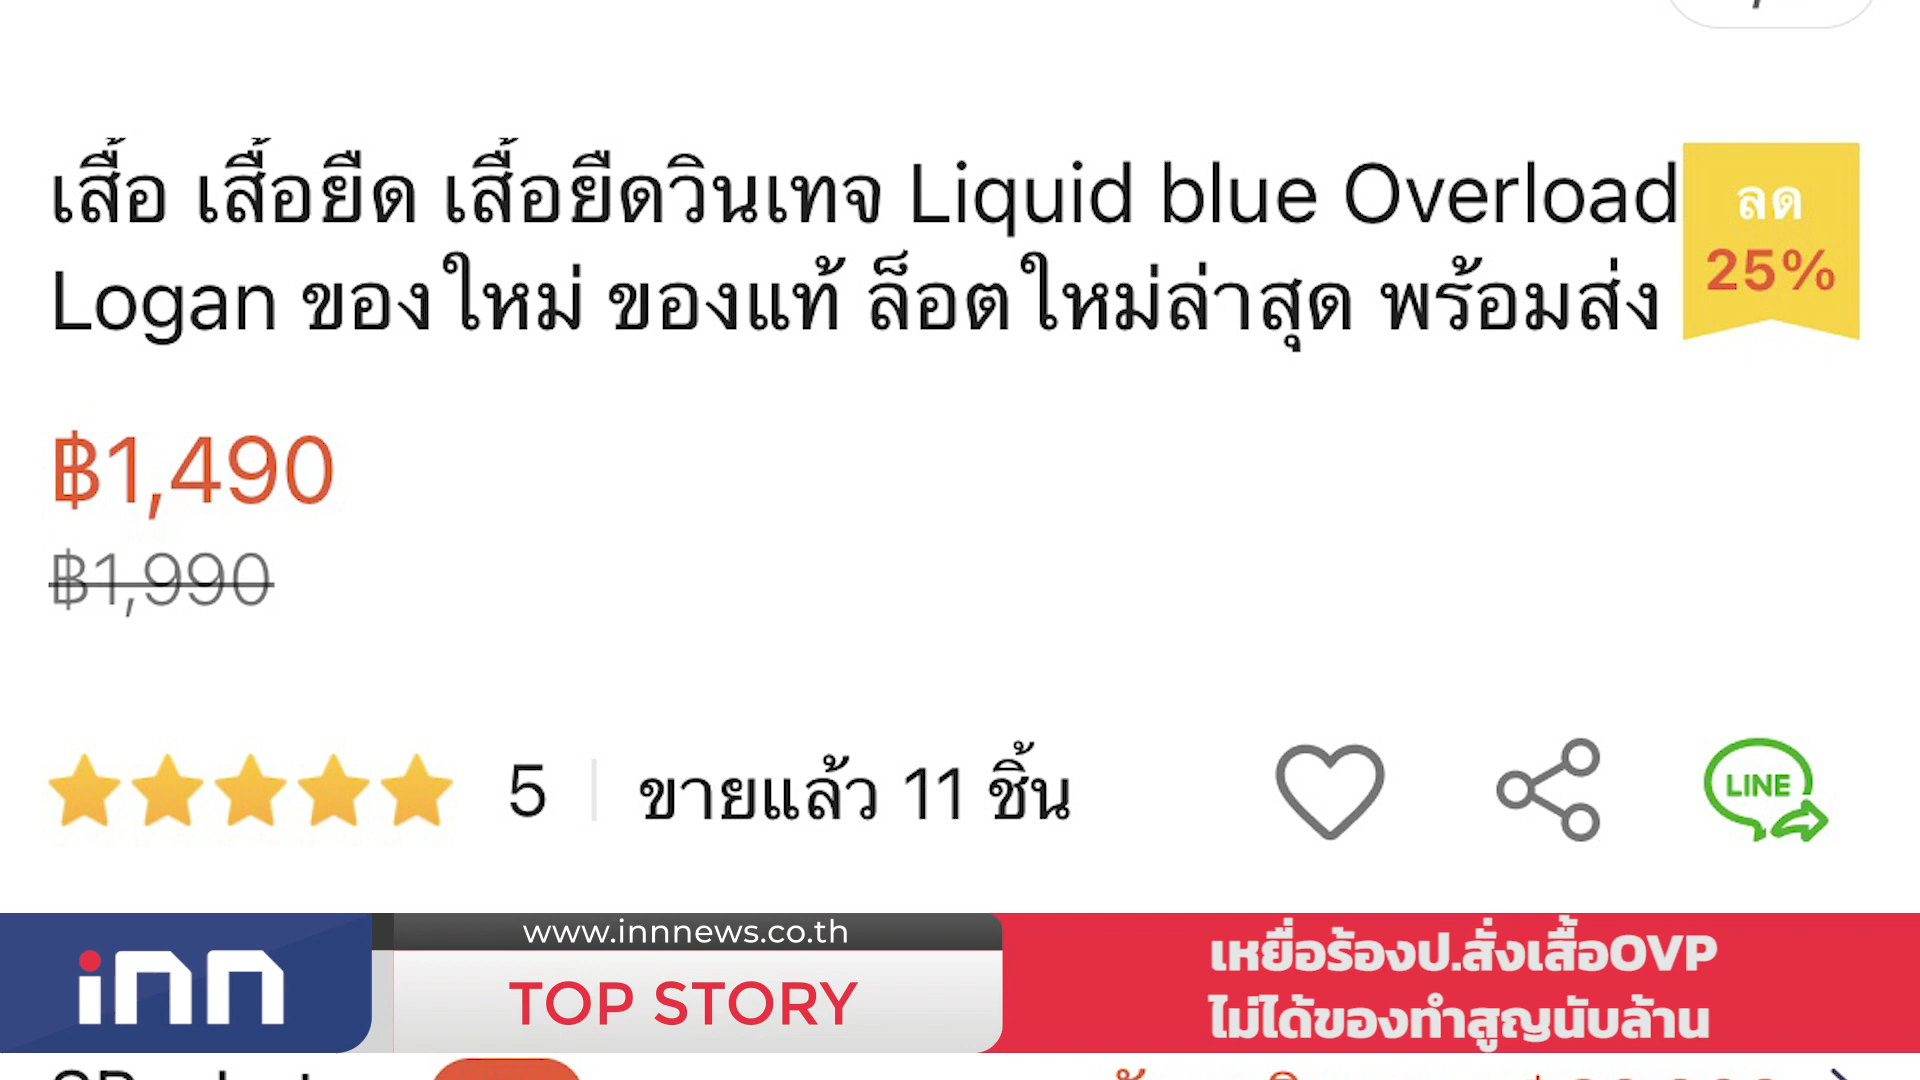 เสื้อ เสื้อยืด เสื้อยืดวินเทจ Liquid blue Overload
Logan ของใหม่ ของแท้ ล็อตใหม่ล่าสุด พร้อมส่ง
ลด
25%
฿1,490
฿1,990
5
ขายแล้ว 11 ชิ้น
LINE
inn
www.innnews.co.th
TOP STORY
เหยื่อร้องป.สั่งเสื้อOVP
ไม่ได้ของทำสูญนับล้าน